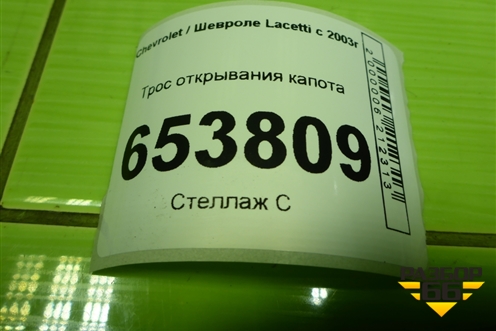 Chevrolet / Шевроле Lacetti с 2003г
Трос открывания капота
653809
Стеллаж С
2000006212313
РАЗБОР
66